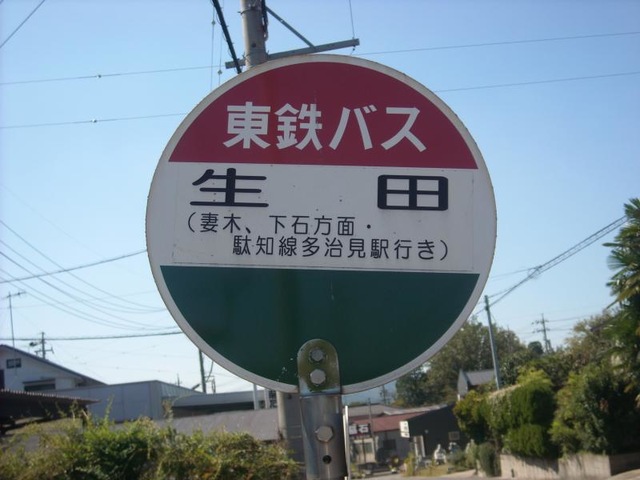 東鉄バス
生田
（妻木、下石方面・
駄知線多治見駅行き）